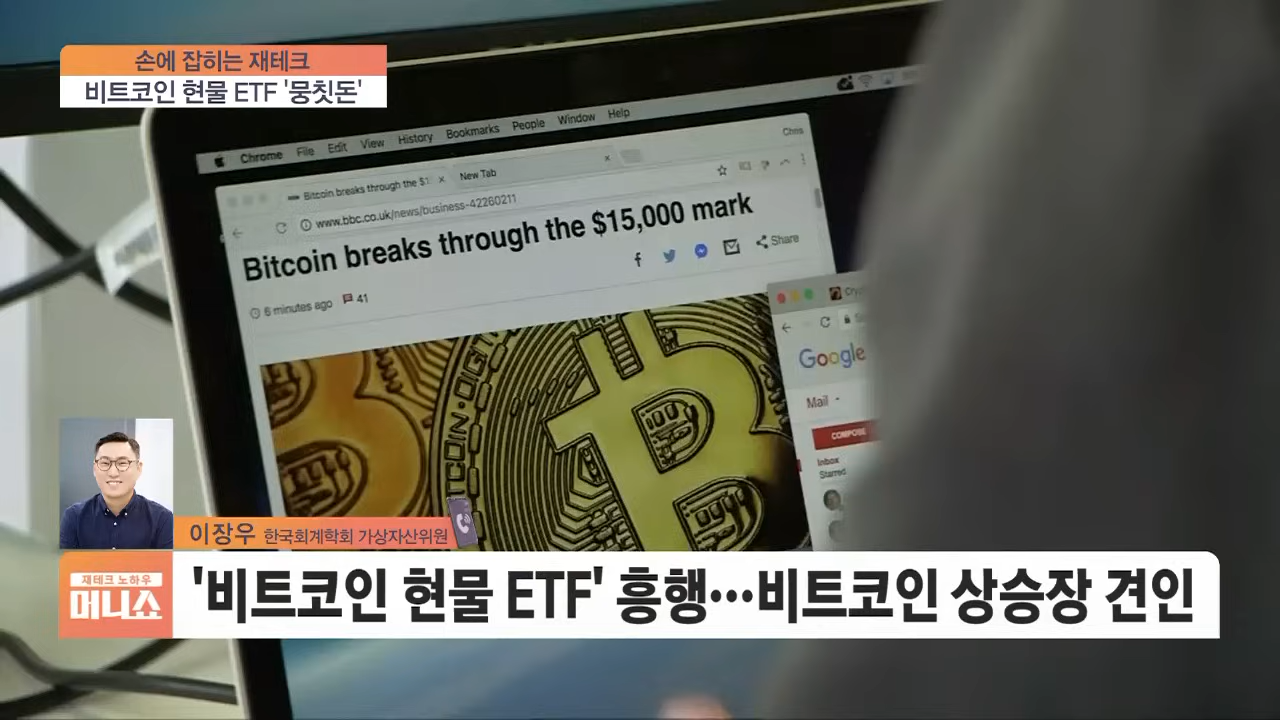 손에 잡히는 재테크
비트코인 현물 ETF '뭉칫돈'
Chrome File Edit View History Bookmarks People Window Help
Chris
Bitcoin breaks through the $1
New Tab
www.bbc.co.uk/news/business-42260211
Bitcoin breaks through the $15,000 mark
Share
6 minutes ago 41
Google
Mail
COMPOSE
Inbox
Starred
이장우 한국회계학회 가상자산위원
재테크 노하우
머니쇼
'비트코인 현물 ETF' 흥행…비트코인 상승장 견인